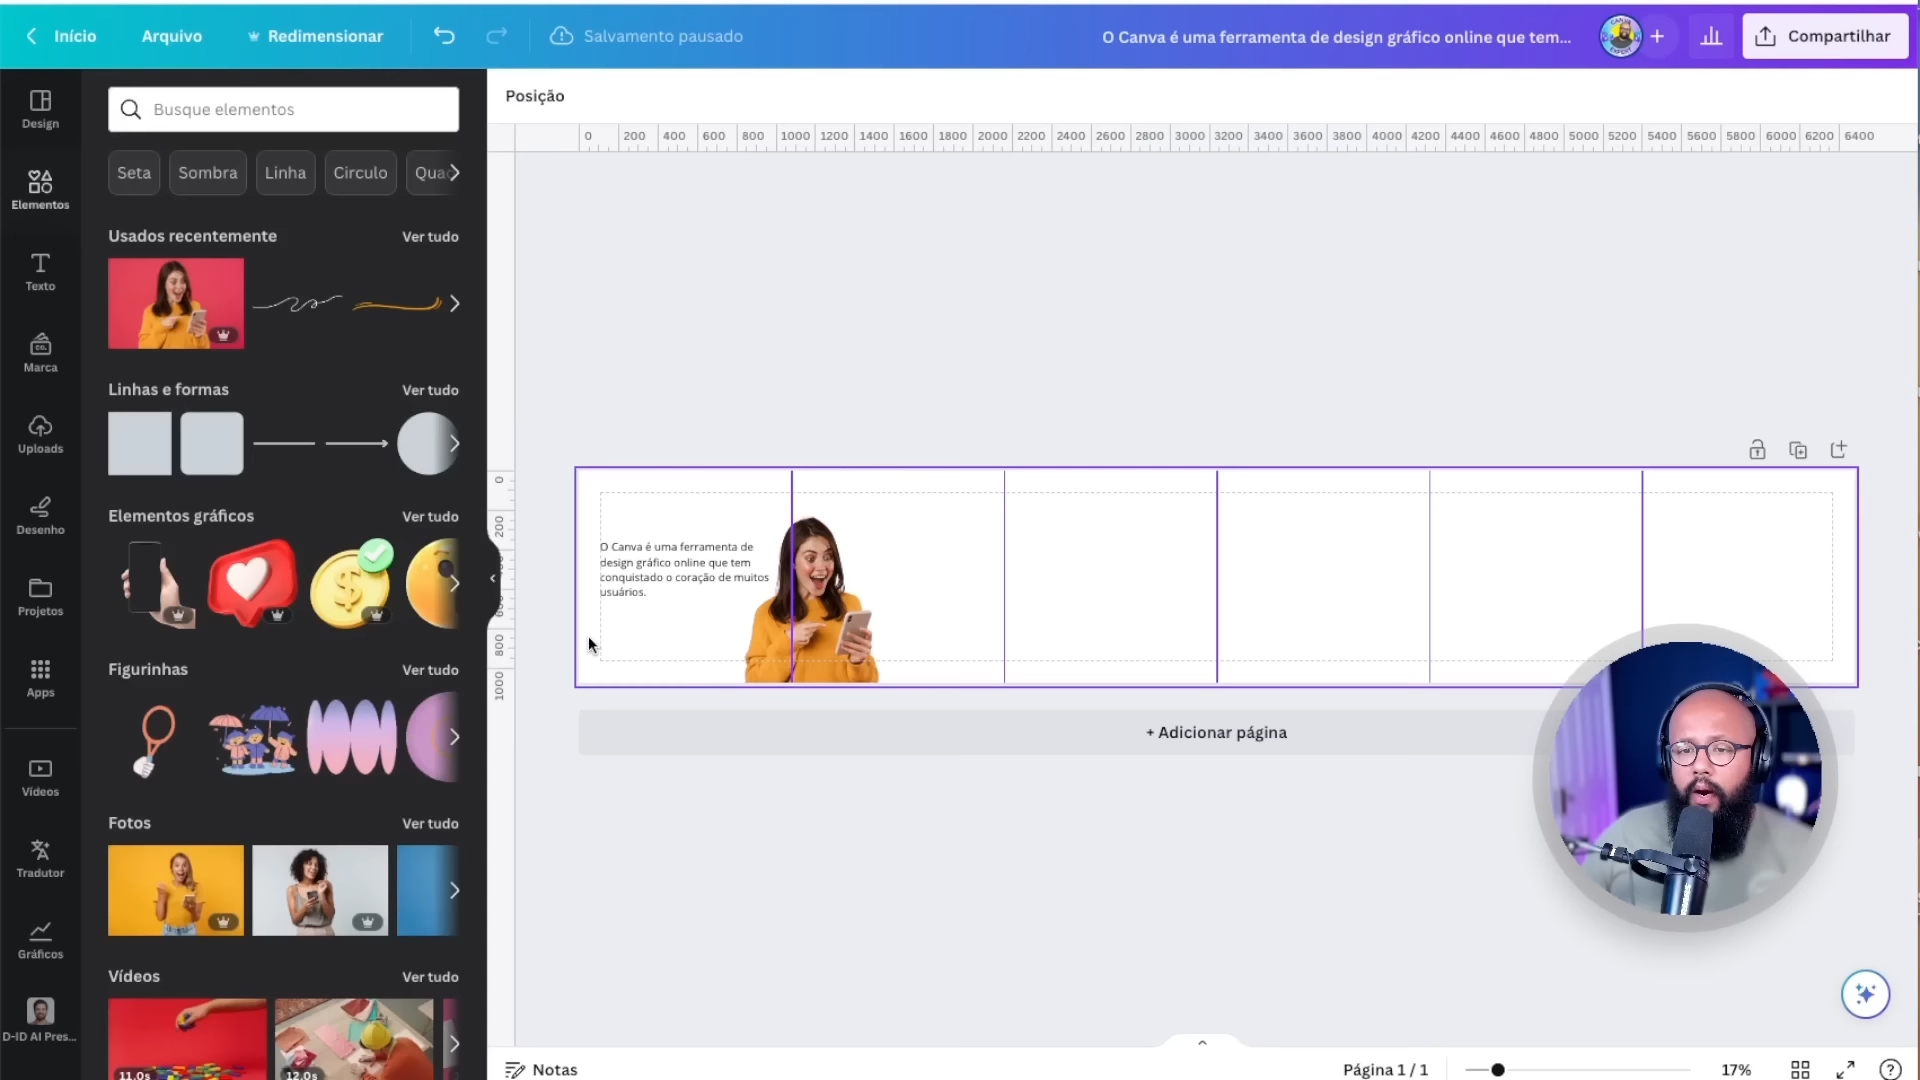 Início
Arquivo
Redimensionar
Salvamento pausado
O Canva é uma ferramenta de design gráfico online que tem...
Compartilhar
Design
Elementos
Texto
Marca
Uploads
Desenho
Projetos
Apps
Vídeos
Tradutor
Gráficos
D-ID AI Pres...
Busque elementos
Seta
Sombra
Linha
Circulo
Usados recentemente
Ver tudo
Linhas e formas
Ver tudo
Elementos gráficos
Ver tudo
Figurinhas
Ver tudo
Fotos
Ver tudo
Vídeos
Ver tudo
11.0s
12.0s
Posição
0 200 400 600 800 1000 1200 1400 1600 1800 2000 2200 2400 2600 2800 3000 3200 3400 3600 3800 4000 4200 4400 4600 4800 5000 5200 5400 5600 5800 6000 6200 6400
0
200
800
1000
O Canva é uma ferramenta de
design gráfico online que tem
conquistado o coração de muitos
usuários.
+ Adicionar página
Notas
Página 1 / 1
17%